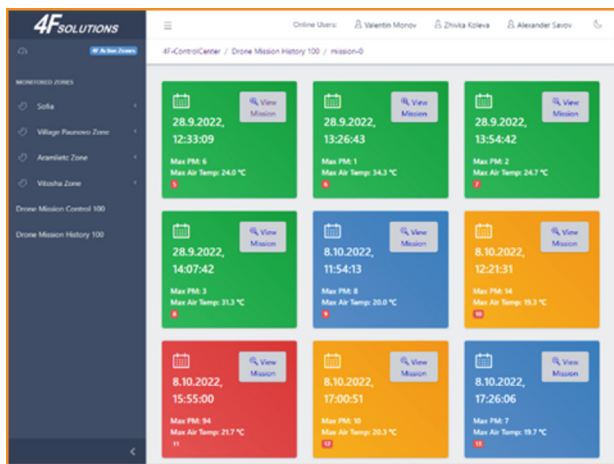 4F SOLUTIONS
Online Users: Valentin Monov Zhivka Koleva Alexander Savov
4F Active Zones
4F-ControlCenter / Drone Mission History 100 / mission-0
MONITORED ZONES
Sofia
Village Paunovo Zone
Aramlietc Zone
Vitosha Zone
Drone Mission Control 100
Drone Mission History 100
View
Mission
28.9.2022,
12:33:09
Max PM: 6
Max Air Temp: 24.0 °C
5
View
Mission
28.9.2022,
13:26:43
Max PM: 1
Max Air Temp: 34.3 °C
6
View
Mission
28.9.2022,
13:54:42
Max PM: 2
Max Air Temp: 24.7 °C
7
View
Mission
28.9.2022,
14:07:42
Max PM: 3
Max Air Temp: 31.3 °C
8
View
Mission
8.10.2022,
11:54:13
Max PM: 8
Max Air Temp: 20.0 °C
9
View
Mission
8.10.2022,
12:21:31
Max PM: 14
Max Air Temp: 19.3 °C
10
View
Mission
8.10.2022,
15:55:00
Max PM: 94
Max Air Temp: 21.7 °C
11
View
Mission
8.10.2022,
17:00:51
Max PM: 10
Max Air Temp: 20.3 °C
12
View
Mission
8.10.2022,
17:26:06
Max PM: 7
Max Air Temp: 19.7 °C
13